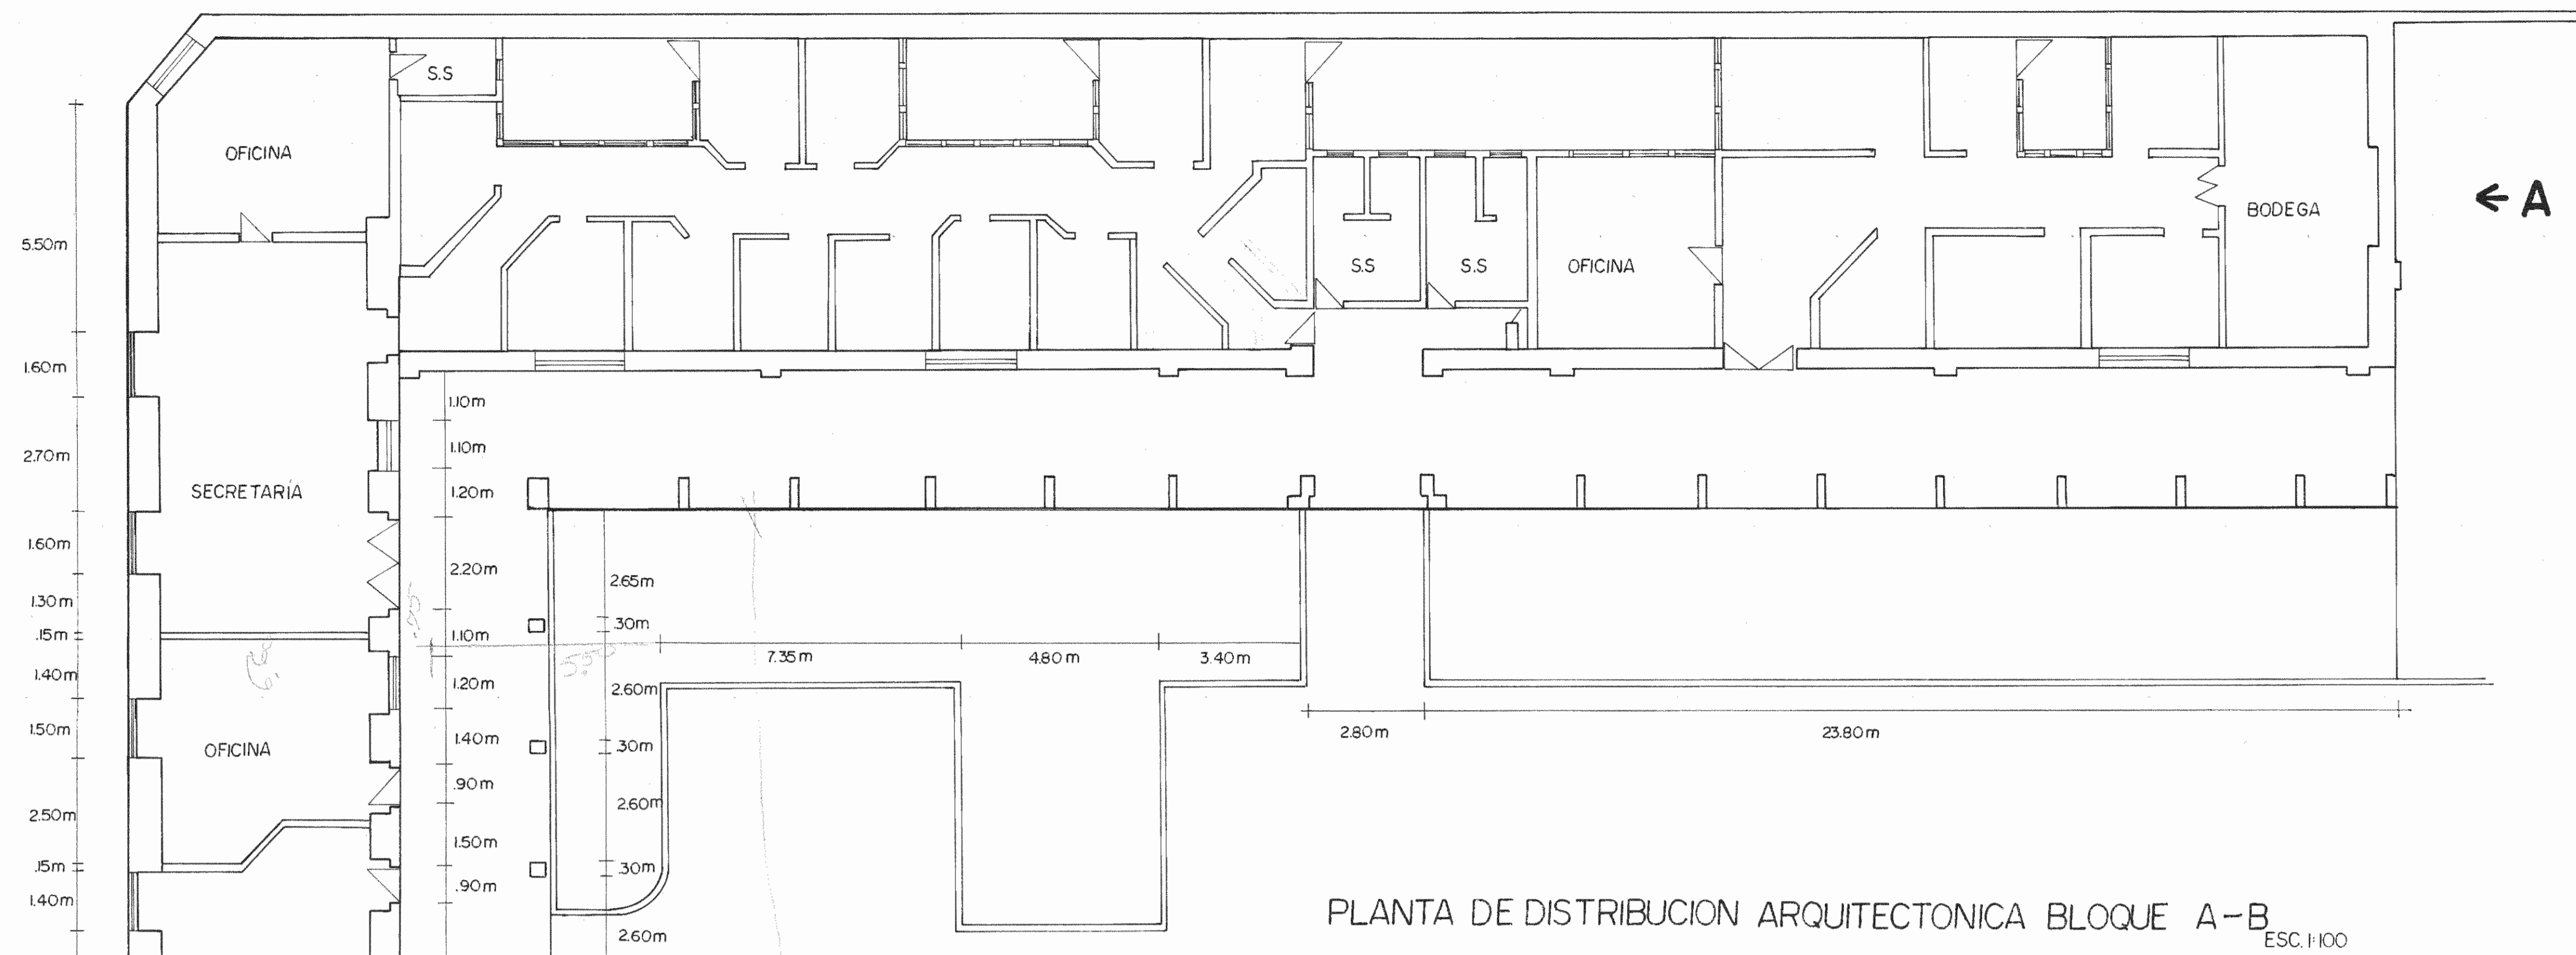 S.S
OFICINA
5.50m
BODEGA
← A
S.S
S.S
OFICINA
1.60m
1.10m
1.10m
2.70m
SECRETARÍA
1.20m
1.60m
2.20m
2.65m
1.30m
.30m
.15m
1.10m
7.35m
4.80m
3.40m
1.40m
1.20m
2.60m
1.50m
OFICINA
1.40m
.30m
2.80m
23.80m
.90m
2.60m
2.50m
1.50m
.15m
.30m
.90m
1.40m
2.60m
PLANTA DE DISTRIBUCION ARQUITECTONICA BLOQUE A-B
ESC. 1:100